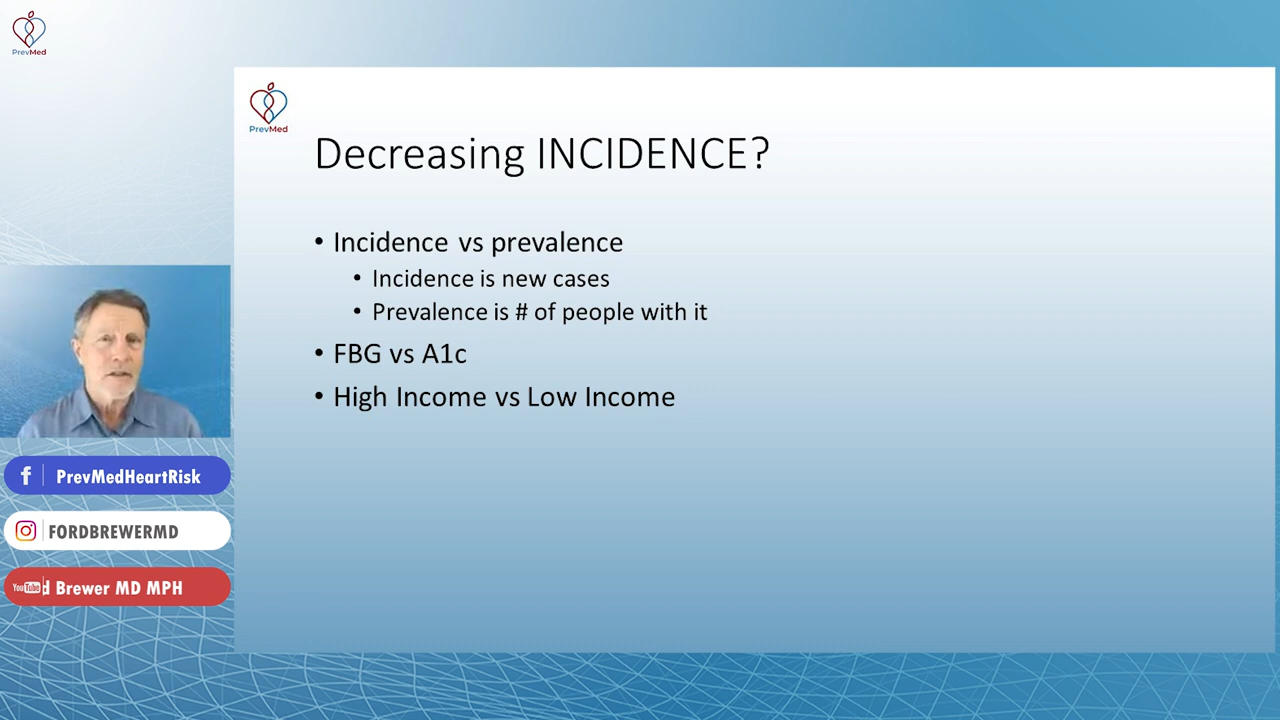 PrevMed
PrevMed
Decreasing INCIDENCE?
• Incidence vs prevalence
• Incidence is new cases
• Prevalence is # of people with it
• FBG vs A1c
• High Income vs Low Income
f PrevMedHeartRisk
FORDBREWERMD
YouTube d Brewer MD MPH